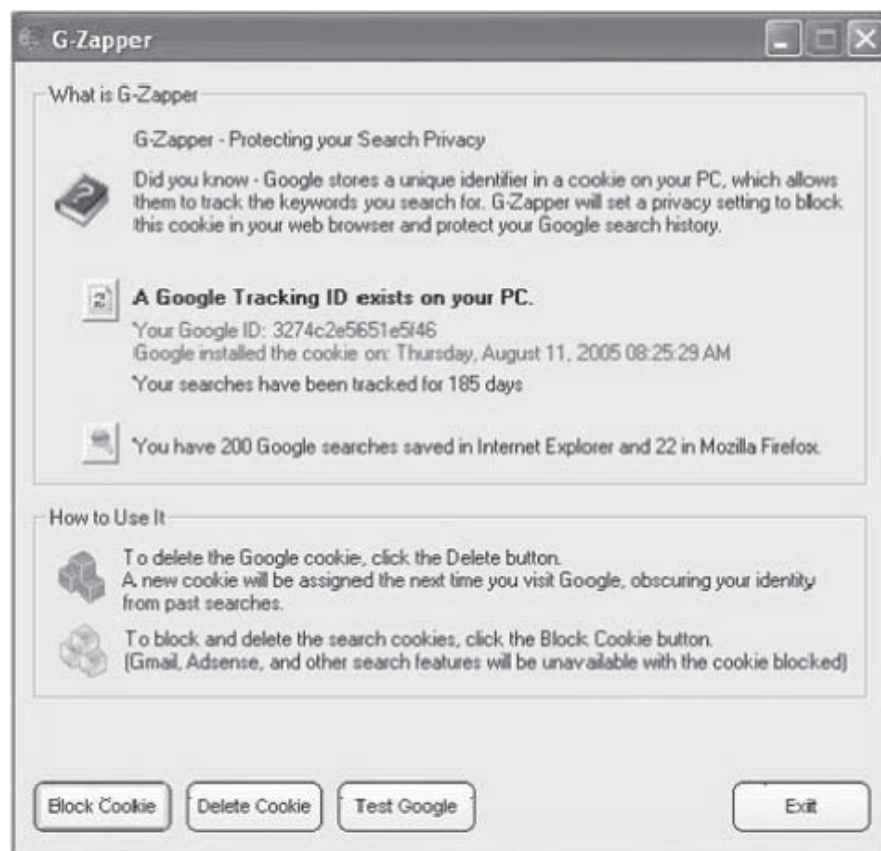 G-Zapper
What is G-Zapper
G-Zapper - Protecting your Search Privacy
Did you know - Google stores a unique identifier in a cookie on your PC, which allows
them to track the keywords you search for. G-Zapper will set a privacy setting to block
this cookie in your web browser and protect your Google search history.
A Google Tracking ID exists on your PC.
Your Google ID: 3274c2e5651e5f46
Google installed the cookie on: Thursday, August 11, 2005 08:25:29 AM
Your searches have been tracked for 185 days
You have 200 Google searches saved in Internet Explorer and 22 in Mozilla Firefox.
How to Use It
To delete the Google cookie, click the Delete button.
A new cookie will be assigned the next time you visit Google, obscuring your identity
from past searches.
To block and delete the search cookies, click the Block Cookie button.
(Gmail, Adsense, and other search features will be unavailable with the cookie blocked)
Block Cookie
Delete Cookie
Test Google
Exit